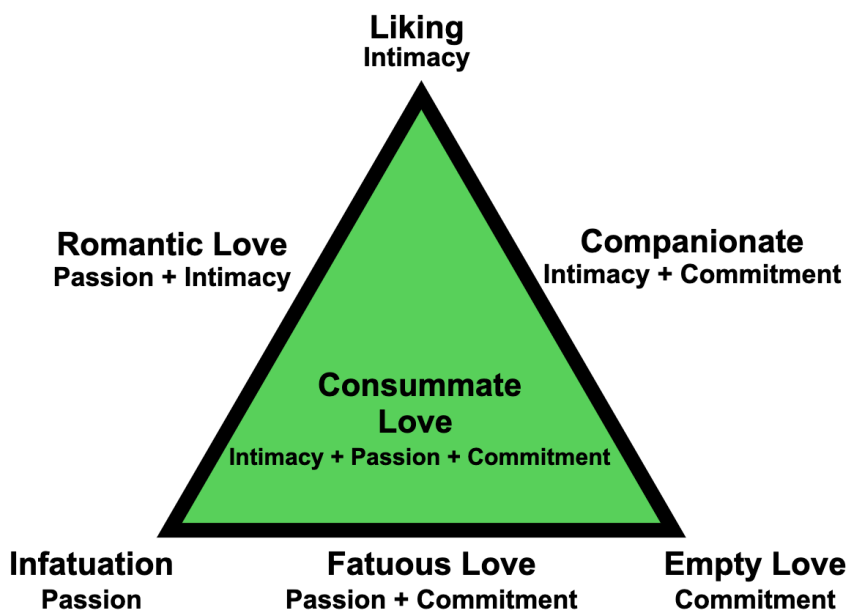 Liking
Intimacy
Romantic Love
Passion + Intimacy
Companionate
Intimacy + Commitment
Consummate
Love
Intimacy + Passion + Commitment
Infatuation
Passion
Fatuous Love
Passion + Commitment
Empty Love
Commitment